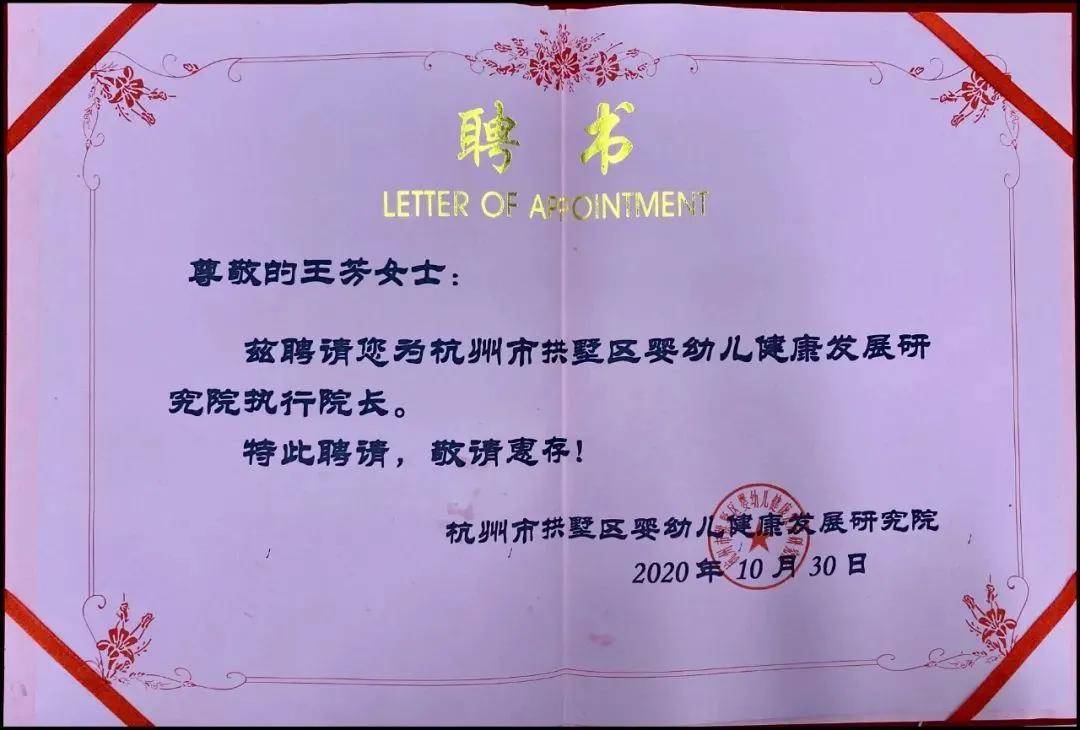 聘书
LETTER OF APPOINTMENT
尊敬的王芳女士：
兹聘请您为杭州市拱墅区婴幼儿健康发展研
究院执行院长。
特此聘请，敬请惠存！
杭州市拱墅区婴幼儿健康发展研究院
2020年10月30日